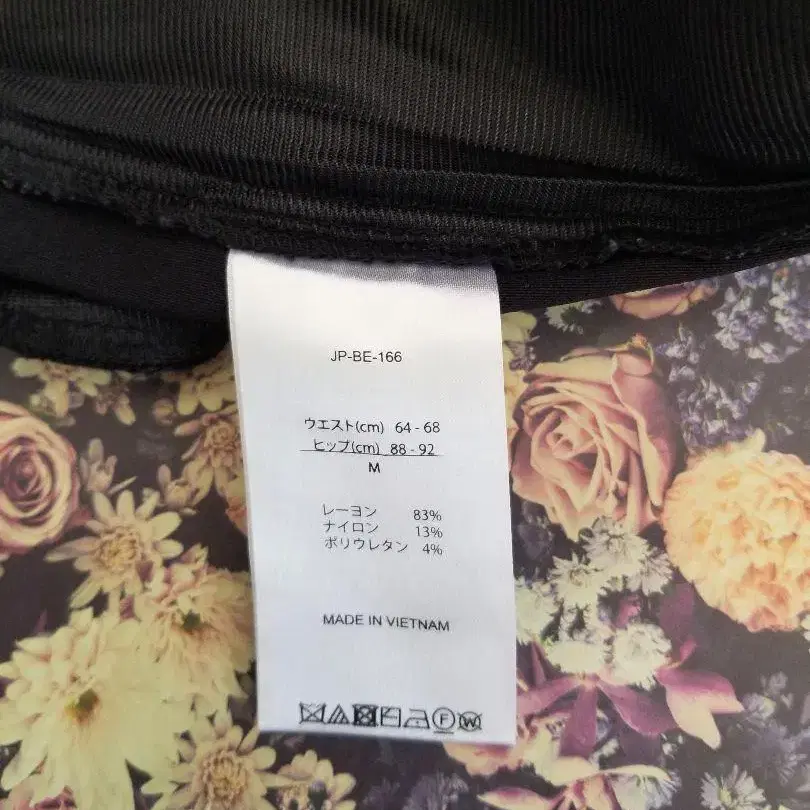 JP-BE-166
ウエスト(cm) 64 - 68
ヒップ(cm) 88 - 92
M
レーヨン 83%
ナイロン 13%
ポリウレタン 4%
MADE IN VIETNAM
F W